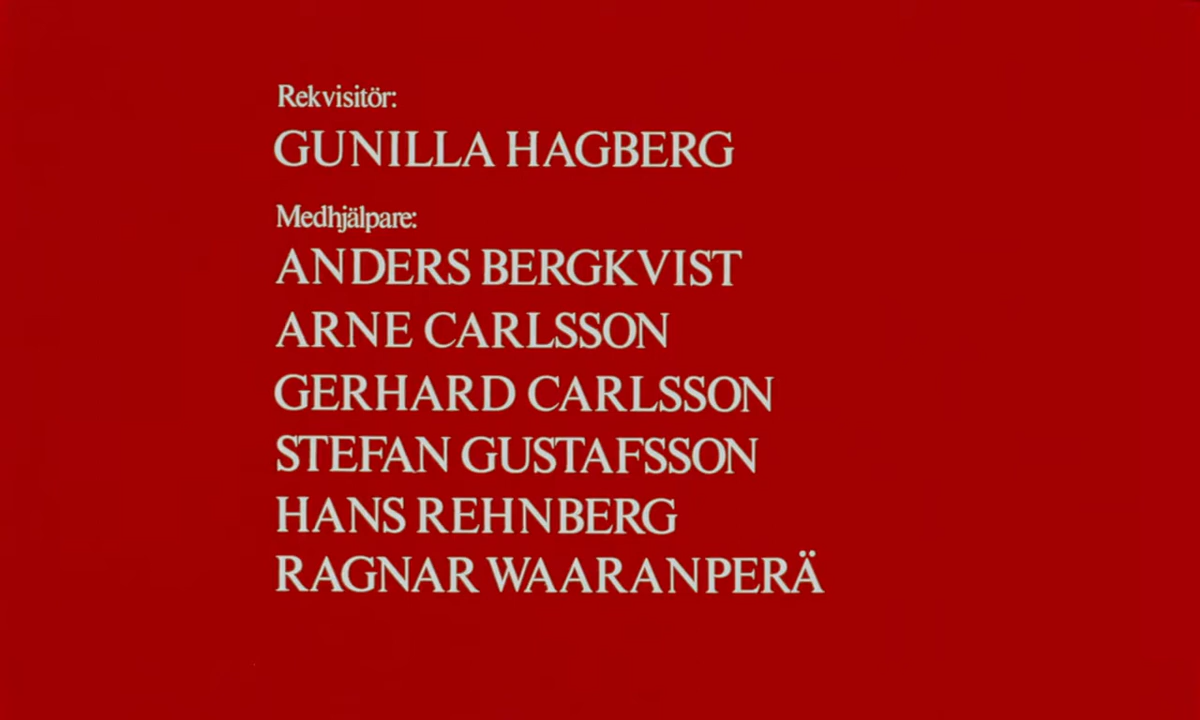 Rekvisitör:
GUNILLA HAGBERG
Medhjälpare:
ANDERS BERGKVIST
ARNE CARLSSON
GERHARD CARLSSON
STEFAN GUSTAFSSON
HANS REHNBERG
RAGNAR WAARANPERÄ